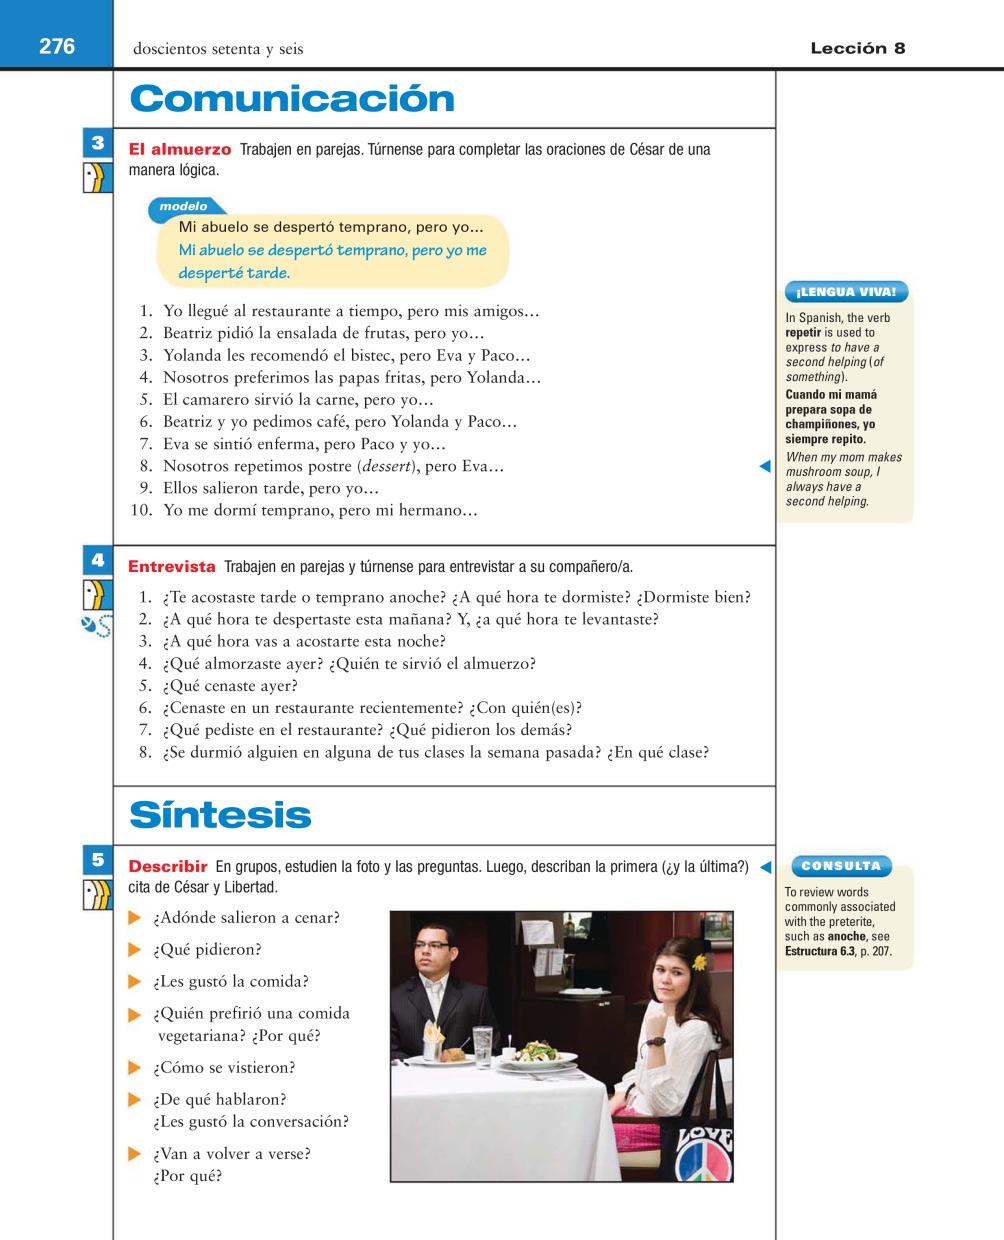 276
doscientos setenta y seis
Lección 8
Comunicación
3
El almuerzo Trabajen en parejas. Túrnense para completar las oraciones de César de una
manera lógica.
modelo
Mi abuelo se despertó temprano, pero yo…
Mi abuelo se despertó temprano, pero yo me
desperté tarde.
1. Yo llegué al restaurante a tiempo, pero mis amigos…
2. Beatriz pidió la ensalada de frutas, pero yo…
3. Yolanda les recomendó el bistec, pero Eva y Paco…
4. Nosotros preferimos las papas fritas, pero Yolanda…
5. El camarero sirvió la carne, pero yo…
6. Beatriz y yo pedimos café, pero Yolanda y Paco…
7. Eva se sintió enferma, pero Paco y yo…
8. Nosotros repetimos postre (dessert), pero Eva…
9. Ellos salieron tarde, pero yo…
10. Yo me dormí temprano, pero mi hermano…
¡LENGUA VIVA!
In Spanish, the verb
repetir is used to
express to have a
second helping (of
something).
Cuando mi mamá
prepara sopa de
champiñones, yo
siempre repito.
When my mom makes
mushroom soup, I
always have a
second helping.
4
Entrevista Trabajen en parejas y túrnense para entrevistar a su compañero/a.
1. ¿Te acostaste tarde o temprano anoche? ¿A qué hora te dormiste? ¿Dormiste bien?
2. ¿A qué hora te despertaste esta mañana? Y, ¿a qué hora te levantaste?
3. ¿A qué hora vas a acostarte esta noche?
4. ¿Qué almorzaste ayer? ¿Quién te sirvió el almuerzo?
5. ¿Qué cenaste ayer?
6. ¿Cenaste en un restaurante recientemente? ¿Con quién(es)?
7. ¿Qué pediste en el restaurante? ¿Qué pidieron los demás?
8. ¿Se durmió alguien en alguna de tus clases la semana pasada? ¿En qué clase?
Síntesis
5
Describir En grupos, estudien la foto y las preguntas. Luego, describan la primera (¿y la última?)
cita de César y Libertad.
¿Adónde salieron a cenar?
¿Qué pidieron?
¿Les gustó la comida?
¿Quién prefirió una comida
vegetariana? ¿Por qué?
¿Cómo se vistieron?
¿De qué hablaron?
¿Les gustó la conversación?
¿Van a volver a verse?
¿Por qué?
LOVE
CONSULTA
To review words
commonly associated
with the preterite,
such as anoche, see
Estructura 6.3, p. 207.